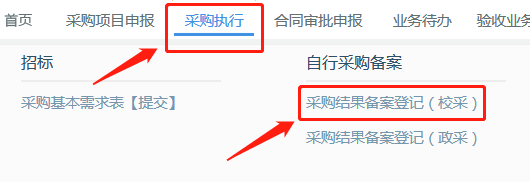 首页 采购项目申报 采购执行 合同审批申报 业务待办 验收业务
招标 自行采购备案
采购基本需求表【提交】 采购结果备案登记（校采）
采购结果备案登记（政采）